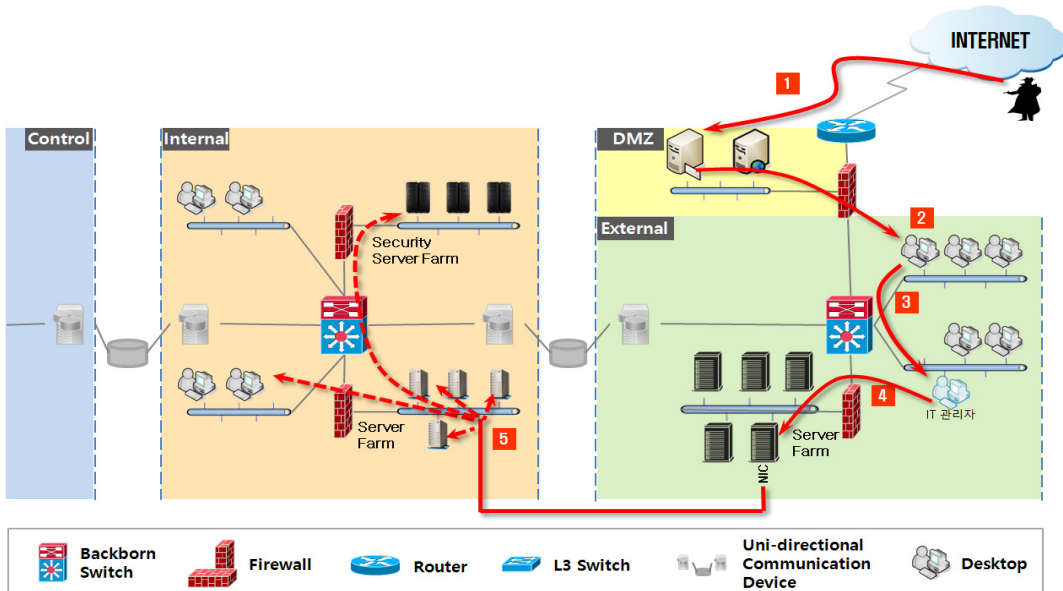 INTERNET
1
Control
Internal
DMZ
2
External
Security
Server Farm
3
4
IT 관리자
Server
Farm
5
Server
Farm
NIC
Backborn
Switch
Firewall
Router
L3 Switch
Uni-directional
Communication
Device
Desktop